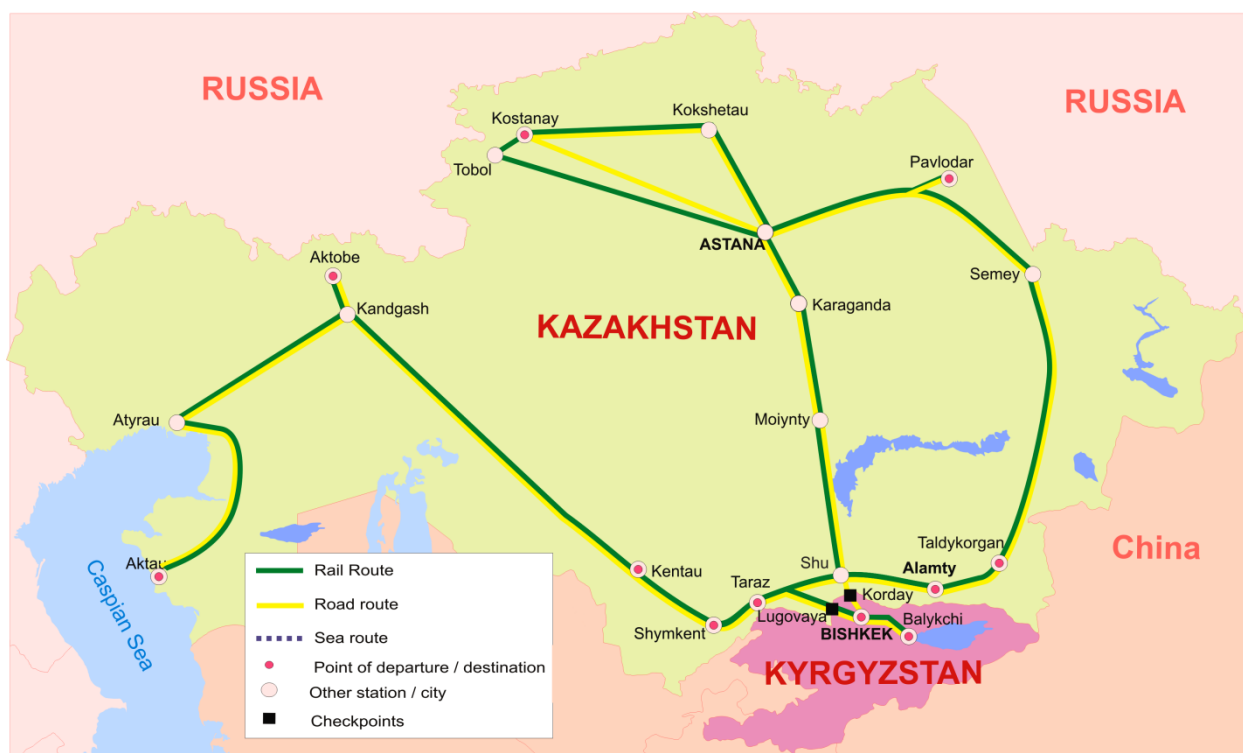 RUSSIA
RUSSIA
Kostanay
Kokshetau
Tobol
Pavlodar
ASTANA
Aktobe
Semey
Kandgash
Karaganda
KAZAKHSTAN
Atyrau
Moiynty
China
Aktau
Caspian Sea
Kentau
Taraz
Shu
Alamty
Taldykorgan
Korday
Lugovaya
Shymkent
BISHKEK
Balykchi
KYRGYZSTAN
Rail Route
Road route
Sea route
Point of departure / destination
Other station / city
Checkpoints